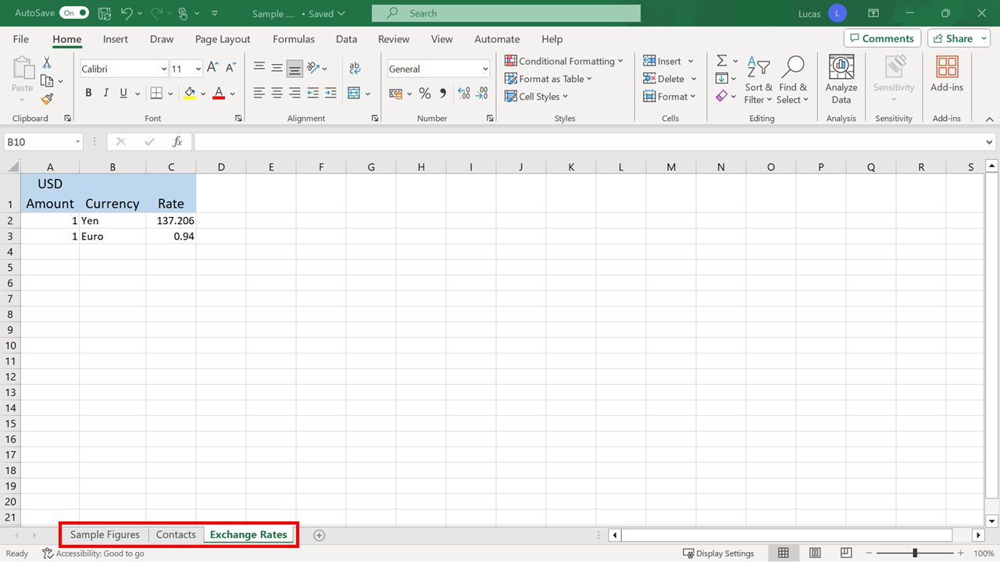 AutoSave On Sample .... • Saved Search Lucas L
File Home Insert Draw Page Layout Formulas Data Review View Automate Help Comments Share
Paste
Clipboard
Calibri 11
B I U A
Font
ab
Alignment
General
% , .00 .0
Number
Conditional Formatting
Format as Table
Cell Styles
Styles
Insert
Delete
Format
Cells
Sort & Filter
Find & Select
Editing
Analyze Data
Analysis
Sensitivity
Sensitivity
Add-ins
Add-ins
B10 fx
A B C D E F G H I J K L M N O P Q R S
1 USD Amount Currency Rate
2 1 Yen 137.206
3 1 Euro 0.94
4
5
6
7
8
9
10
11
12
13
14
15
16
17
18
19
20
21
Sample Figures Contacts Exchange Rates
Ready Accessibility: Good to go Display Settings 100%